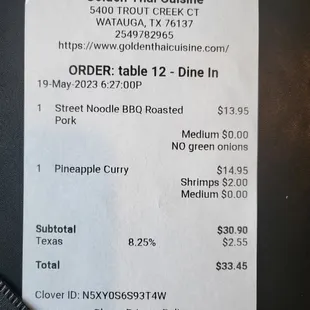 Golden Thai Cuisine
5400 TROUT CREEK CT
WATAUGA, TX 76137
2549782965
https://www.goldenthaicuisine.com/
ORDER: table 12 - Dine In
19-May-2023 6:27:00P
1 Street Noodle BBQ Roasted $13.95
Pork
Medium $0.00
NO green onions
1 Pineapple Curry $14.95
Shrimps $2.00
Medium $0.00
Subtotal $30.90
Texas 8.25% $2.55
Total $33.45
Clover ID: N5XY0S6S93T4W